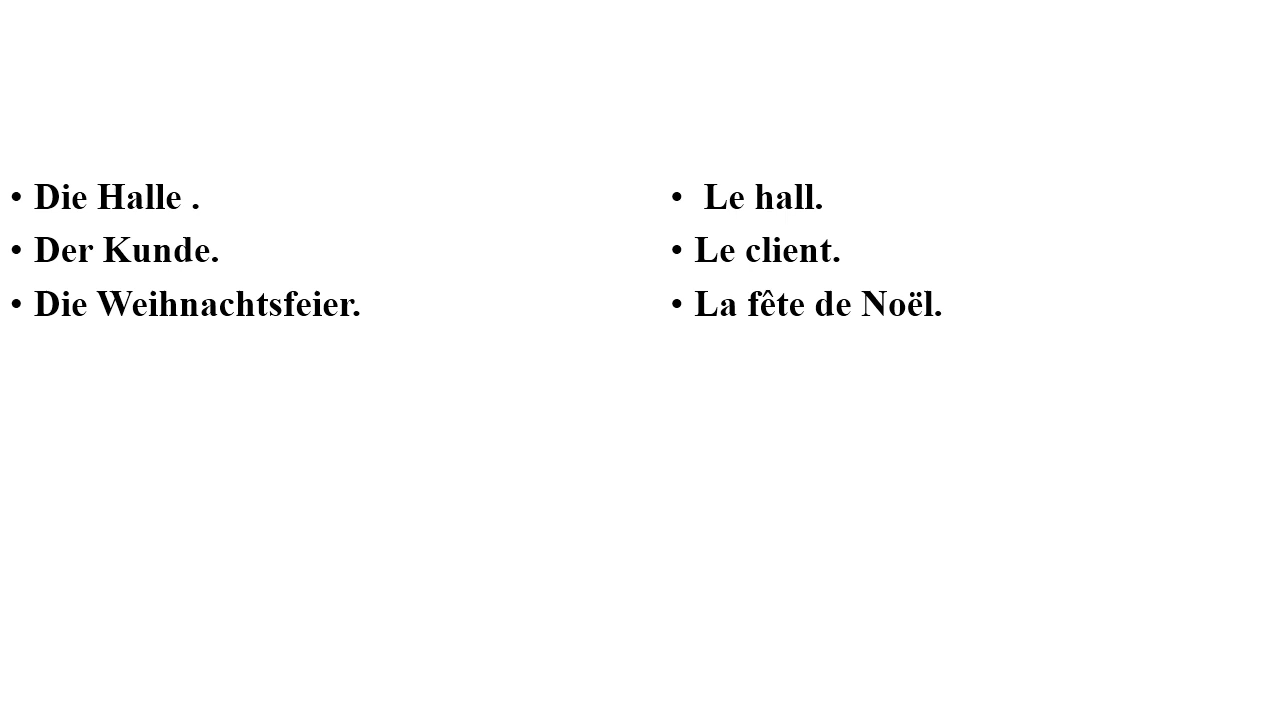 • Die Halle .
• Der Kunde.
• Die Weihnachtsfeier.
• Le hall.
• Le client.
• La fête de Noël.